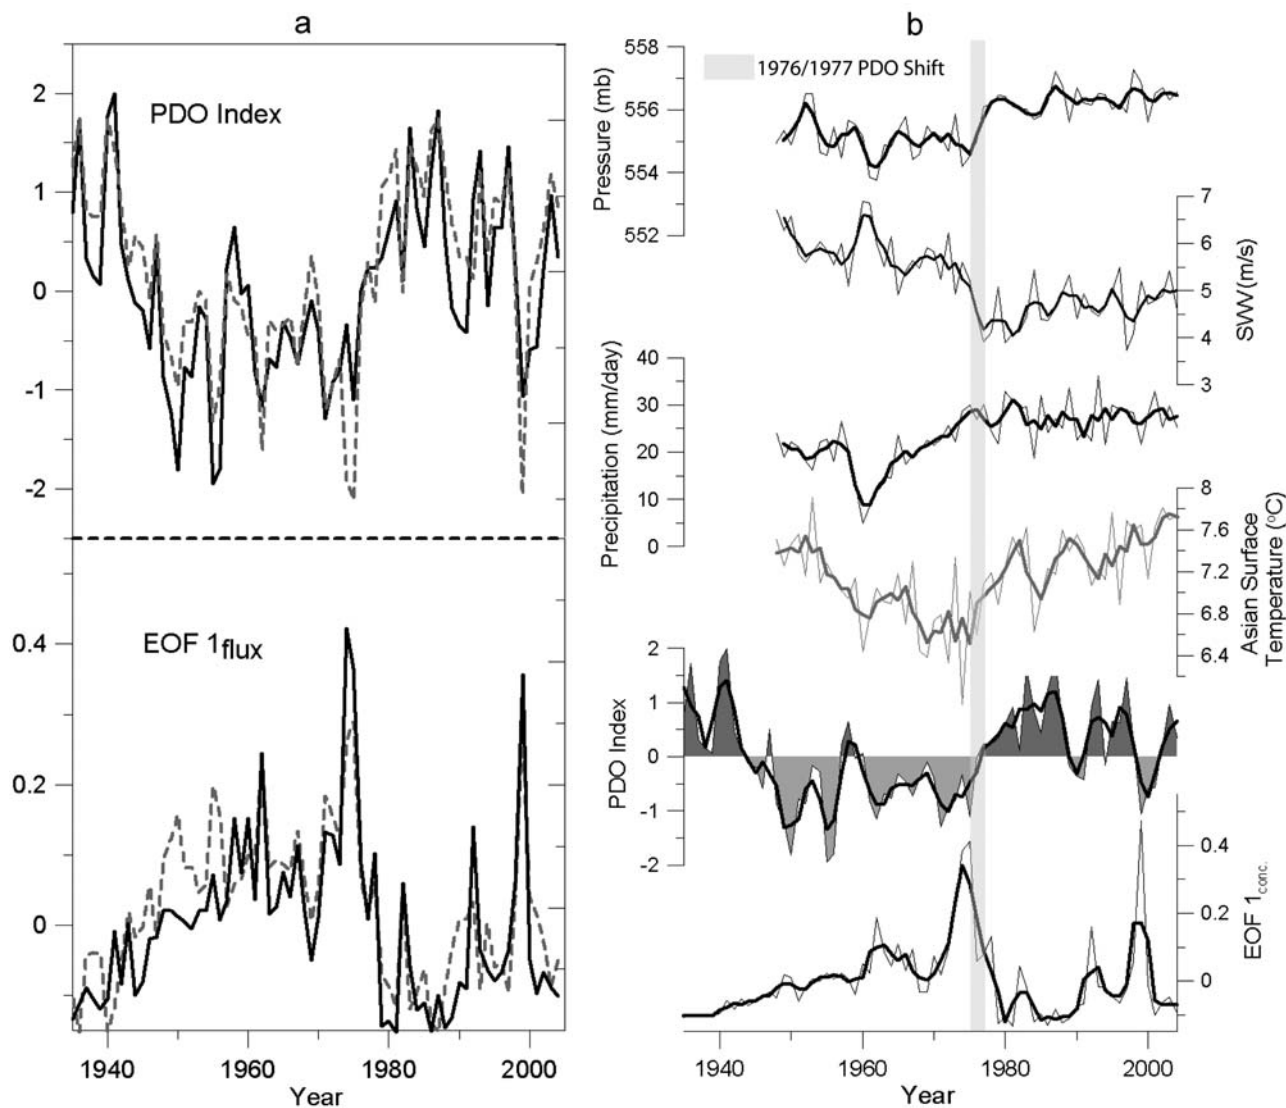 a
PDO Index
2
1
0
-1
-2
EOF 1flux
0.4
0.2
0
1940 1960 1980 2000
Year
b
1976/1977 PDO Shift
Pressure (mb)
558
556
554
552
SWV (m/s)
7
6
5
4
3
Precipitation (mm/day)
40
30
20
10
0
Asian Surface
Temperature (°C)
8
7.6
7.2
6.8
6.4
PDO Index
2
1
0
-1
-2
EOF 1conc.
0.4
0.2
0
1940 1960 1980 2000
Year